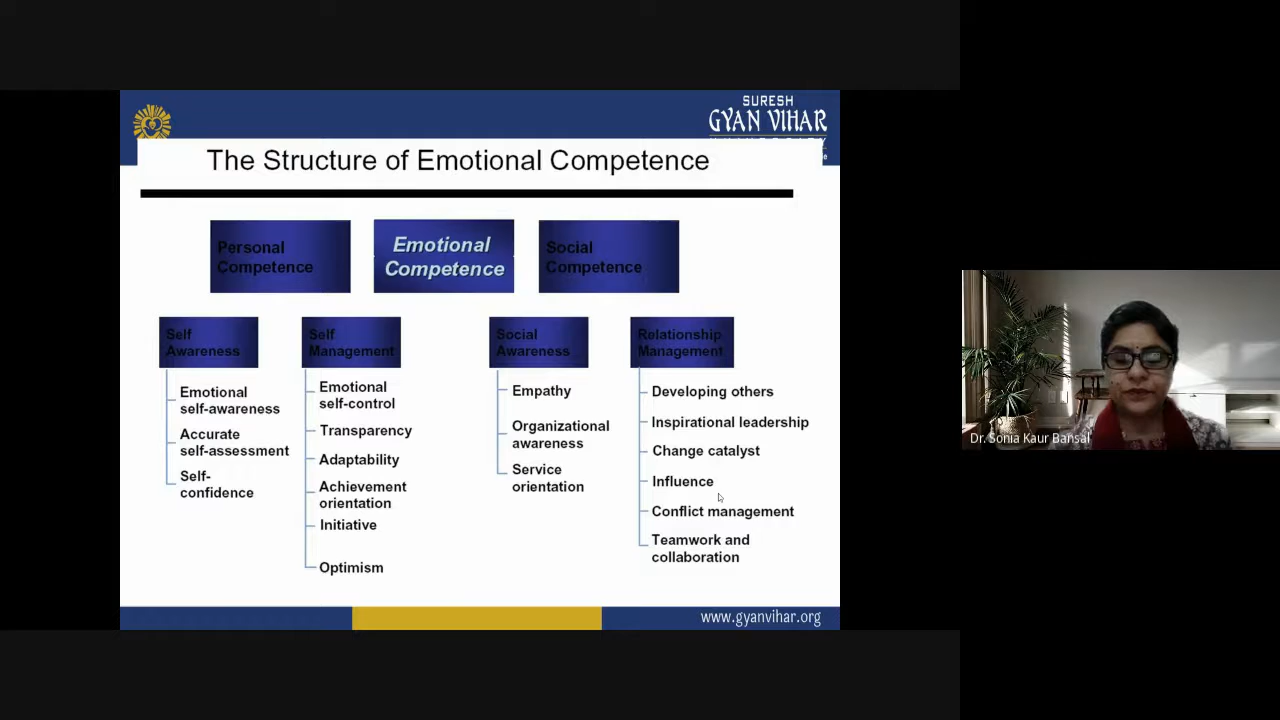 SURESH
GYAN VIHAR
The Structure of Emotional Competence
Personal
Competence
Emotional
Competence
Social
Competence
Self
Awareness
Emotional
self-awareness
Accurate
self-assessment
Self-
confidence
Self
Management
Emotional
self-control
Transparency
Adaptability
Achievement
orientation
Initiative
Optimism
Social
Awareness
Empathy
Organizational
awareness
Service
orientation
Relationship
Management
Developing others
Inspirational leadership
Change catalyst
Influence
Conflict management
Teamwork and
collaboration
www.gyanvihar.org
Dr. Sonia Kaur Bansal